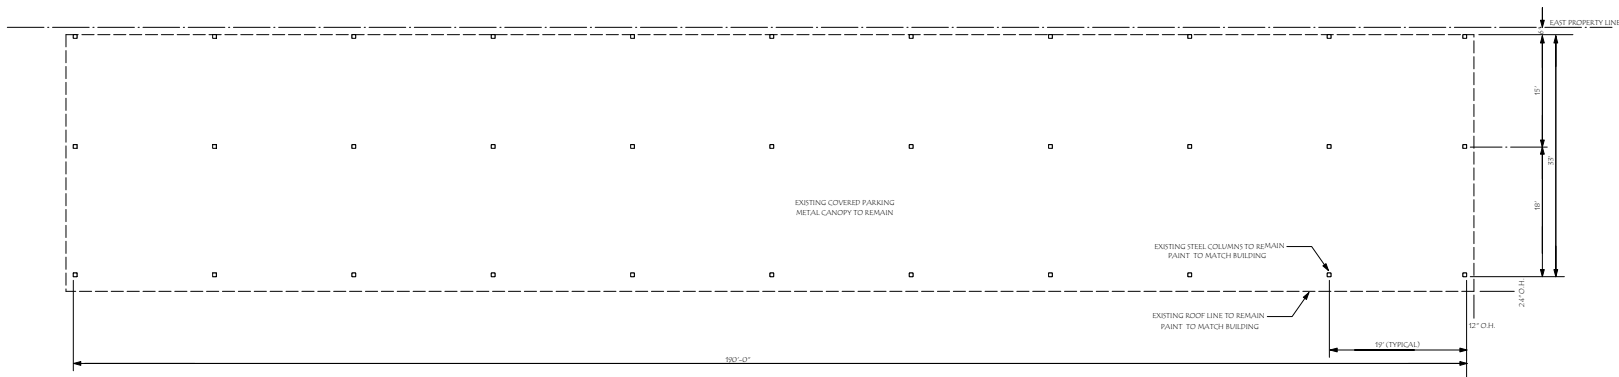 EAST PROPERTY LINE
15'
33'
18'
EXISTING COVERED PARKING
METAL CANOPY TO REMAIN
EXISTING STEEL COLUMNS TO REMAIN
PAINT TO MATCH BUILDING
24" O.H.
EXISTING ROOF LINE TO REMAIN
PAINT TO MATCH BUILDING
12" O.H.
19' (TYPICAL)
190'-0"